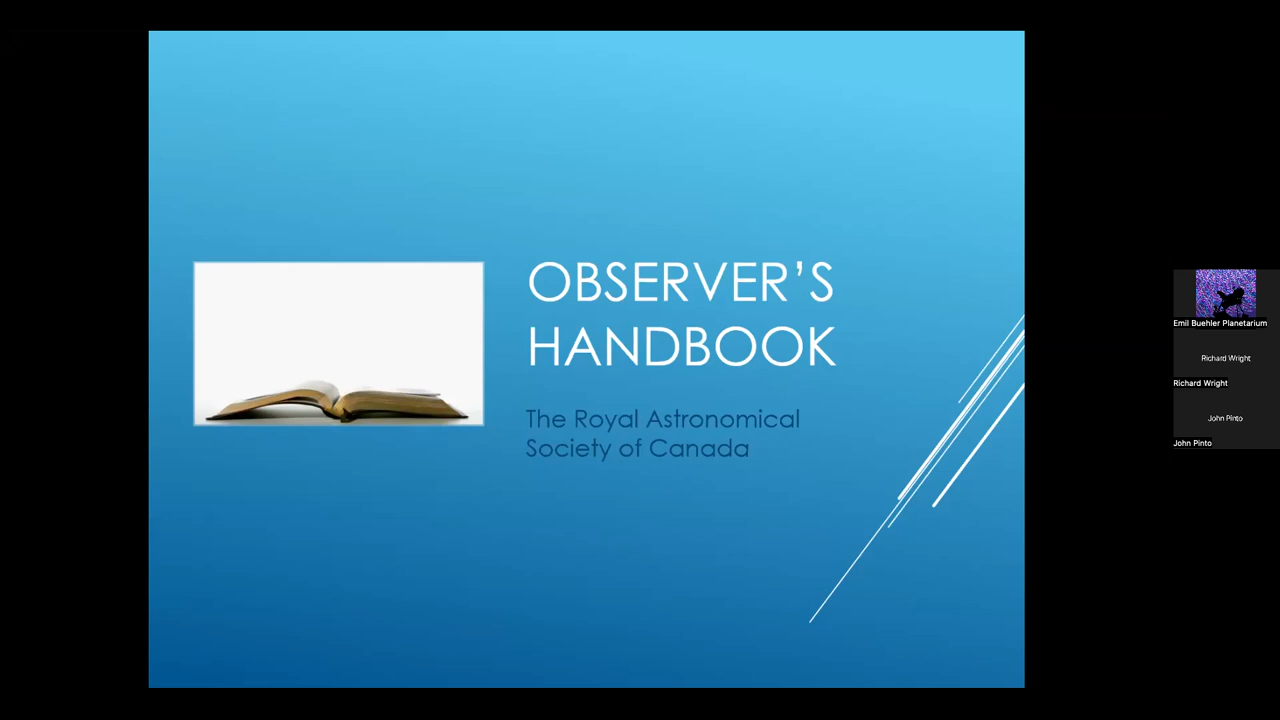 OBSERVER'S
HANDBOOK
The Royal Astronomical
Society of Canada
Emil Buehler Planetarium
Richard Wright
Richard Wright
John Pinto
John Pinto